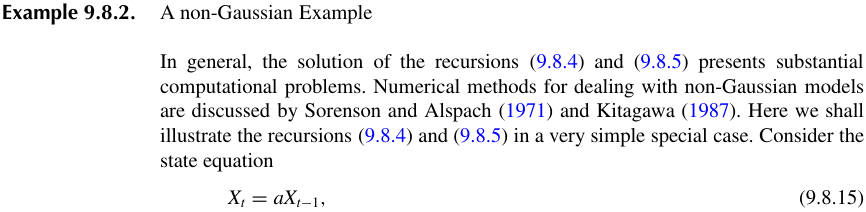 Example 9.8.2. A non-Gaussian Example
In general, the solution of the recursions (9.8.4) and (9.8.5) presents substantial
computational problems. Numerical methods for dealing with non-Gaussian models
are discussed by Sorenson and Alspach (1971) and Kitagawa (1987). Here we shall
illustrate the recursions (9.8.4) and (9.8.5) in a very simple special case. Consider the
state equation
Xₜ = aXₜ₋₁, (9.8.15)